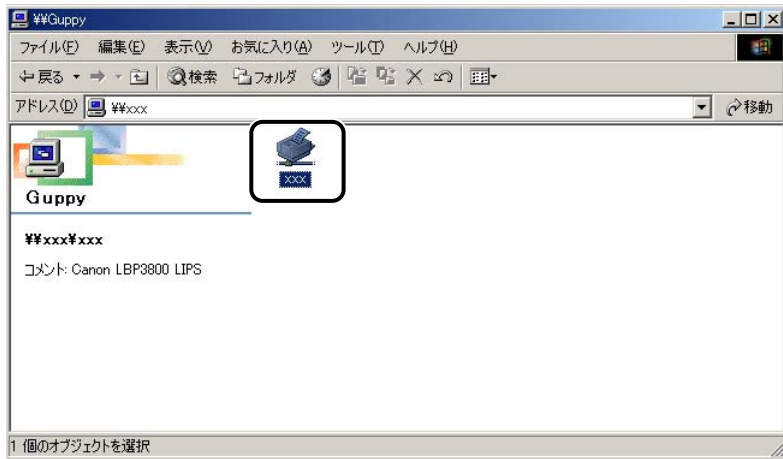 ¥¥Guppy
ファイル(F) 編集(E) 表示(V) お気に入り(A) ツール(T) ヘルプ(H)
戻る 検索 フォルダ
アドレス(D) ¥¥xxx 移動
xxx
Guppy
¥¥xxx¥xxx
コメント: Canon LBP3800 LIPS
1 個のオブジェクトを選択